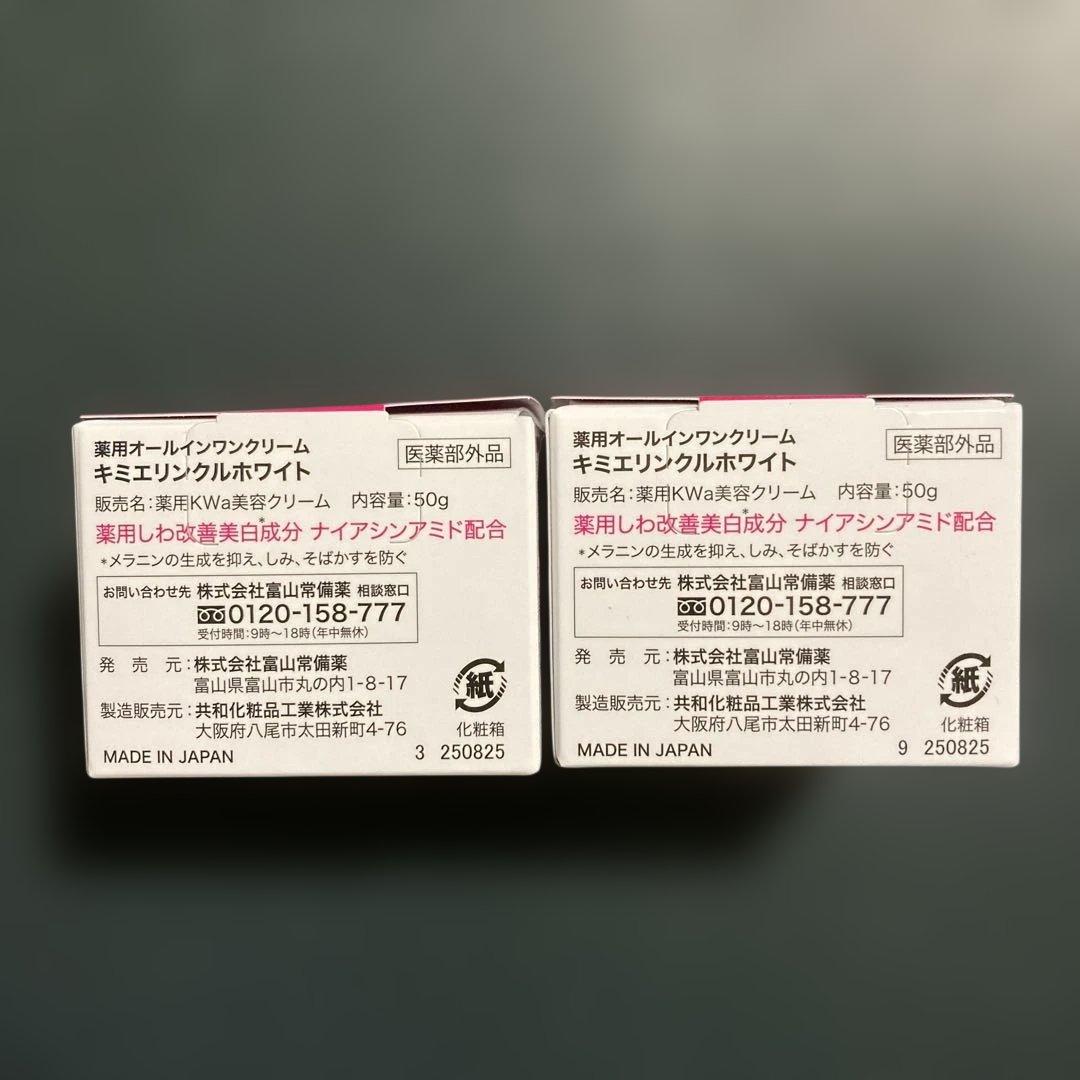 薬用オールインワンクリーム
キミエリンクルホワイト
医薬部外品
販売名:薬用KWa美容クリーム 内容量:50g
薬用しわ改善美白*成分 ナイアシンアミド配合
*メラニンの生成を抑え、しみ、そばかすを防ぐ
お問い合わせ先 株式会社富山常備薬 相談窓口
0120-158-777
受付時間:9時~18時(年中無休)
発売元:株式会社富山常備薬
富山県富山市丸の内1-8-17
製造販売元:共和化粧品工業株式会社
大阪府八尾市太田新町4-76
紙
化粧箱
MADE IN JAPAN 3 250825
薬用オールインワンクリーム
キミエリンクルホワイト
医薬部外品
販売名:薬用KWa美容クリーム 内容量:50g
薬用しわ改善美白*成分 ナイアシンアミド配合
*メラニンの生成を抑え、しみ、そばかすを防ぐ
お問い合わせ先 株式会社富山常備薬 相談窓口
0120-158-777
受付時間:9時~18時(年中無休)
発売元:株式会社富山常備薬
富山県富山市丸の内1-8-17
製造販売元:共和化粧品工業株式会社
大阪府八尾市太田新町4-76
紙
化粧箱
MADE IN JAPAN 9 250825